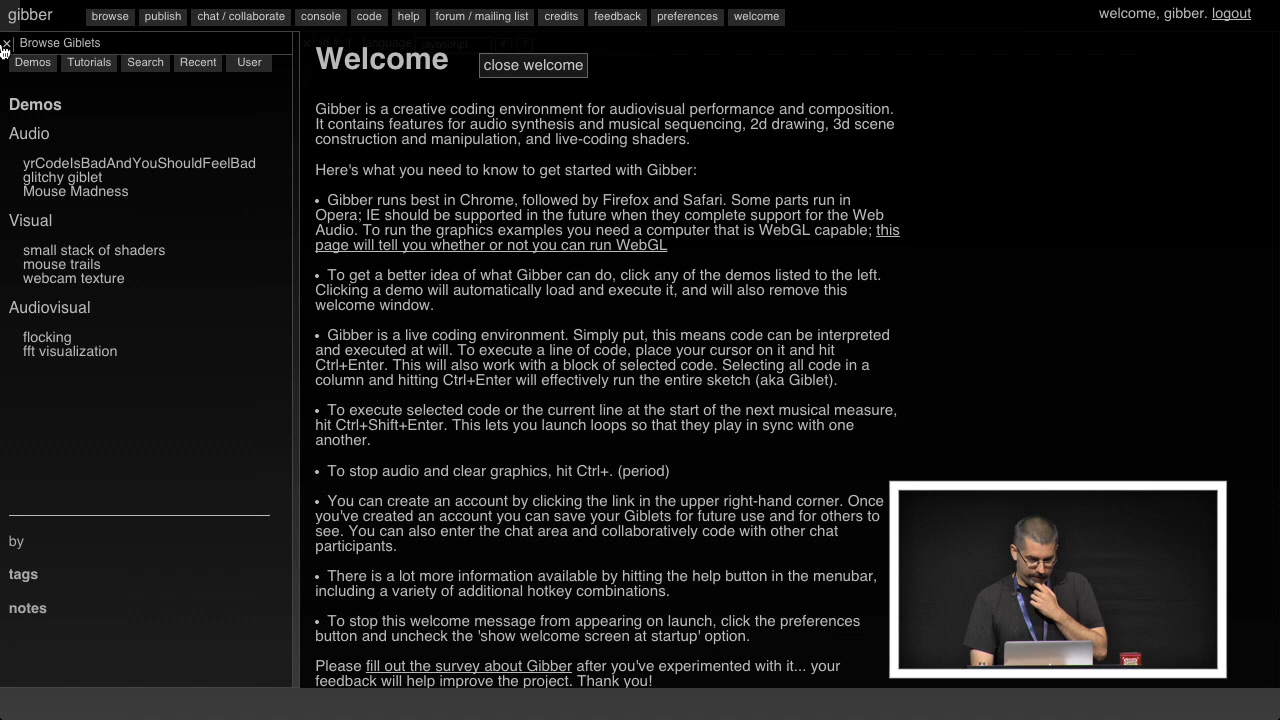 gibber
browse publish chat / collaborate console code help forum / mailing list credits feedback preferences welcome
welcome, gibber. logout
Browse Giblets
Demos Tutorials Search Recent User
Demos
Audio
yrCodeIsBadAndYouShouldFeelBad
glitchy giblet
Mouse Madness
Visual
small stack of shaders
mouse trails
webcam texture
Audiovisual
flocking
fft visualization
by
tags
notes
Welcome
close welcome
Gibber is a creative coding environment for audiovisual performance and composition.
It contains features for audio synthesis and musical sequencing, 2d drawing, 3d scene
construction and manipulation, and live-coding shaders.
Here's what you need to know to get started with Gibber:
• Gibber runs best in Chrome, followed by Firefox and Safari. Some parts run in
Opera; IE should be supported in the future when they complete support for the Web
Audio. To run the graphics examples you need a computer that is WebGL capable; this
page will tell you whether or not you can run WebGL
• To get a better idea of what Gibber can do, click any of the demos listed to the left.
Clicking a demo will automatically load and execute it, and will also remove this
welcome window.
• Gibber is a live coding environment. Simply put, this means code can be interpreted
and executed at will. To execute a line of code, place your cursor on it and hit
Ctrl+Enter. This will also work with a block of selected code. Selecting all code in a
column and hitting Ctrl+Enter will effectively run the entire sketch (aka Giblet).
• To execute selected code or the current line at the start of the next musical measure,
hit Ctrl+Shift+Enter. This lets you launch loops so that they play in sync with one
another.
• To stop audio and clear graphics, hit Ctrl+. (period)
• You can create an account by clicking the link in the upper right-hand corner. Once
you've created an account you can save your Giblets for future use and for others to
see. You can also enter the chat area and collaboratively code with other chat
participants.
• There is a lot more information available by hitting the help button in the menubar,
including a variety of additional hotkey combinations.
• To stop this welcome message from appearing on launch, click the preferences
button and uncheck the 'show welcome screen at startup' option.
Please fill out the survey about Gibber after you've experimented with it... your
feedback will help improve the project. Thank you!